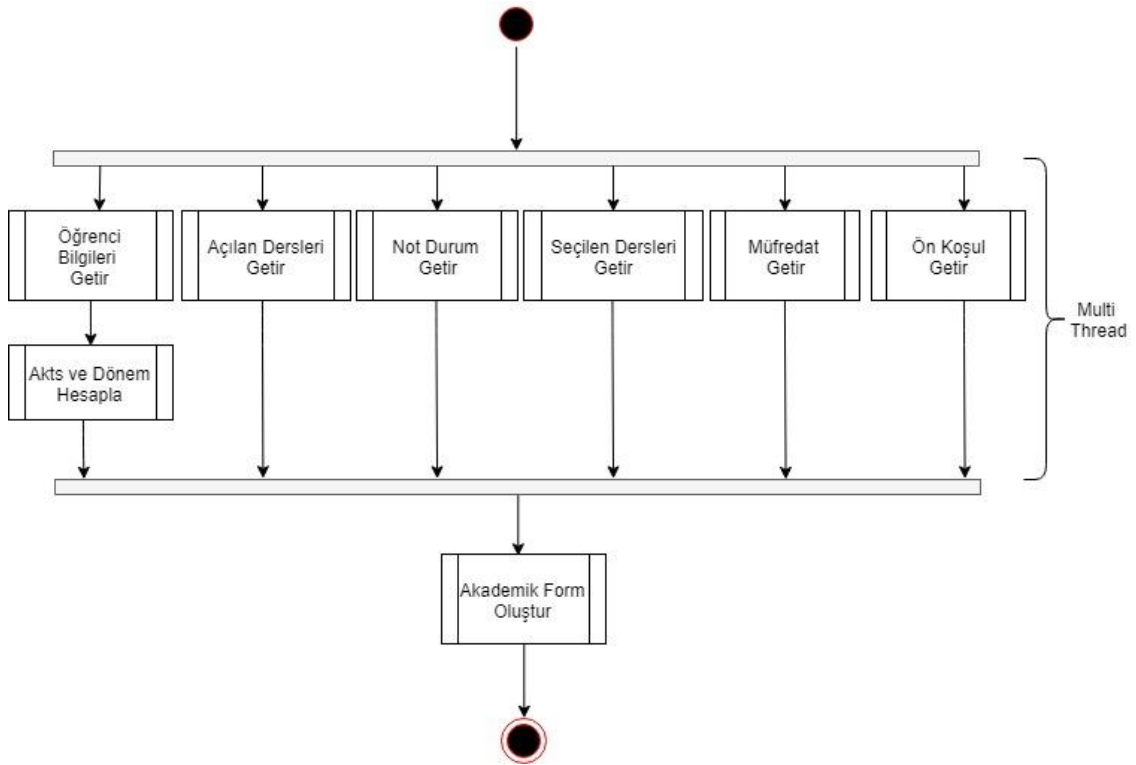 Öğrenci
Bilgileri
Getir
Açılan Dersleri
Getir
Not Durum
Getir
Seçilen Dersleri
Getir
Müfredat
Getir
Ön Koşul
Getir
Multi
Thread
Akts ve Dönem
Hesapla
Akademik Form
Oluştur